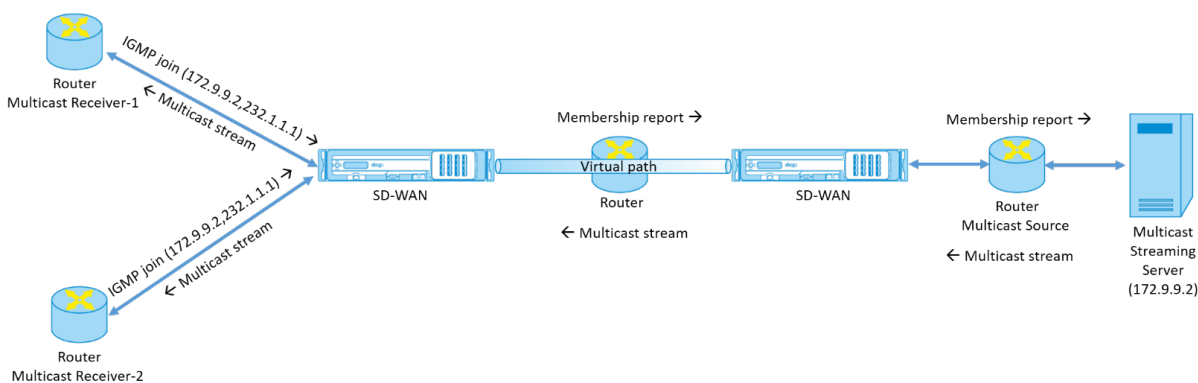 Router
Multicast Receiver-1
IGMP join (172.9.9.2,232.1.1.1) →
← Multicast stream
IGMP join (172.9.9.2,232.1.1.1) →
← Multicast stream
Router
Multicast Receiver-2
SD-WAN
Membership report →
Virtual path
Router
← Multicast stream
SD-WAN
Membership report →
Router
Multicast Source
← Multicast stream
Multicast
Streaming
Server
(172.9.9.2)